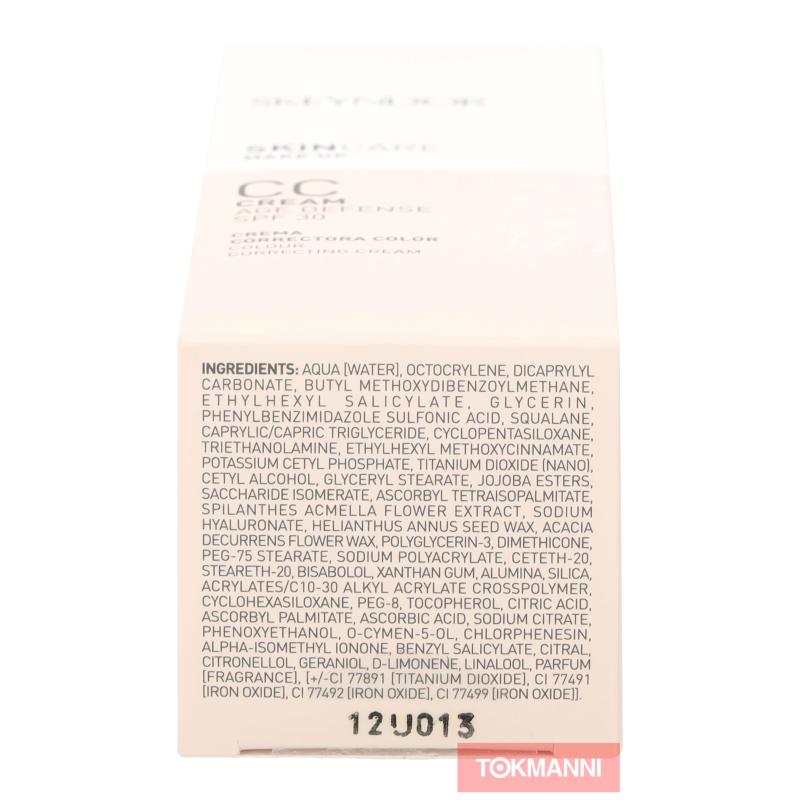 SKEYNDOR
SKINCARE
MAKE UP
CC
CREAM
AGE DEFENSE
SPF 30
CREMA
CORRECTORA COLOR
COLOUR
CORRECTING CREAM
INGREDIENTS: AQUA [WATER], OCTOCRYLENE, DICAPRYLYL
CARBONATE, BUTYL METHOXYDIBENZOYLMETHANE,
ETHYLHEXYL SALICYLATE, GLYCERIN,
PHENYLBENZIMIDAZOLE SULFONIC ACID, SQUALANE,
CAPRYLIC/CAPRIC TRIGLYCERIDE, CYCLOPENTASILOXANE,
TRIETHANOLAMINE, ETHYLHEXYL METHOXYCINNAMATE,
POTASSIUM CETYL PHOSPHATE, TITANIUM DIOXIDE (NANO),
CETYL ALCOHOL, GLYCERYL STEARATE, JOJOBA ESTERS,
SACCHARIDE ISOMERATE, ASCORBYL TETRAISOPALMITATE,
SPILANTHES ACMELLA FLOWER EXTRACT, SODIUM
HYALURONATE, HELIANTHUS ANNUS SEED WAX, ACACIA
DECURRENS FLOWER WAX, POLYGLYCERIN-3, DIMETHICONE,
PEG-75 STEARATE, SODIUM POLYACRYLATE, CETETH-20,
STEARETH-20, BISABOLOL, XANTHAN GUM, ALUMINA, SILICA,
ACRYLATES/C10-30 ALKYL ACRYLATE CROSSPOLYMER,
CYCLOHEXASILOXANE, PEG-8, TOCOPHEROL, CITRIC ACID,
ASCORBYL PALMITATE, ASCORBIC ACID, SODIUM CITRATE,
PHENOXYETHANOL, O-CYMEN-5-OL, CHLORPHENESIN,
ALPHA-ISOMETHYL IONONE, BENZYL SALICYLATE, CITRAL,
CITRONELLOL, GERANIOL, D-LIMONENE, LINALOOL, PARFUM
[FRAGRANCE], [+/-CI 77891 [TITANIUM DIOXIDE], CI 77491
[IRON OXIDE], CI 77492 [IRON OXIDE], CI 77499 [IRON OXIDE]].
12U013
TOKMANNI